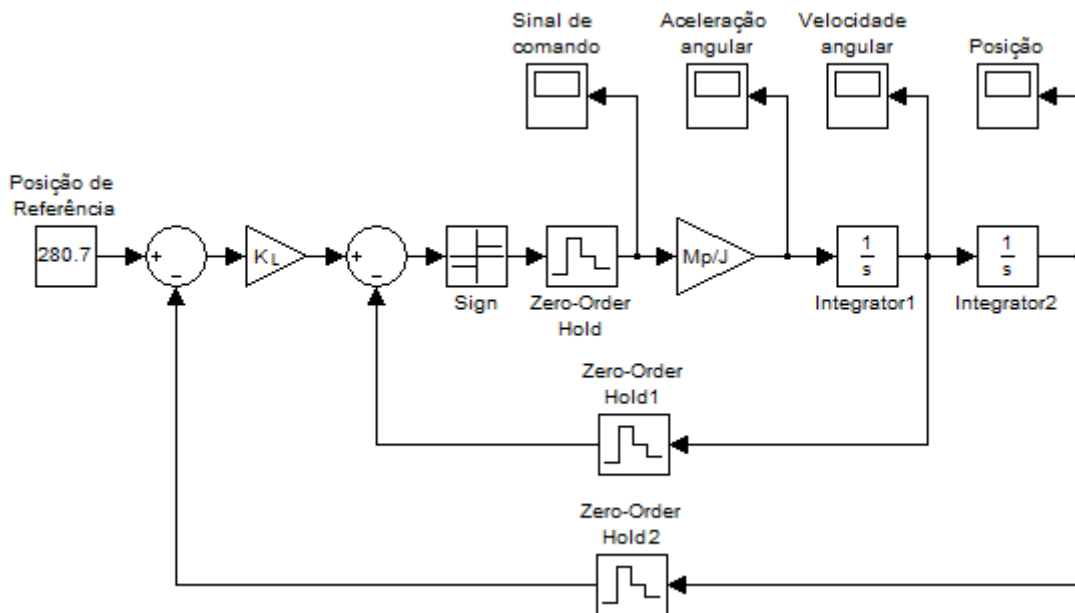 Sinal de
comando
Aceleração
angular
Velocidade
angular
Posição
Posição de
Referência
280.7
+
−
KL
+
−
Sign
Zero-Order
Hold
Mp/J
1
s
Integrator1
1
s
Integrator2
Zero-Order
Hold1
Zero-Order
Hold2